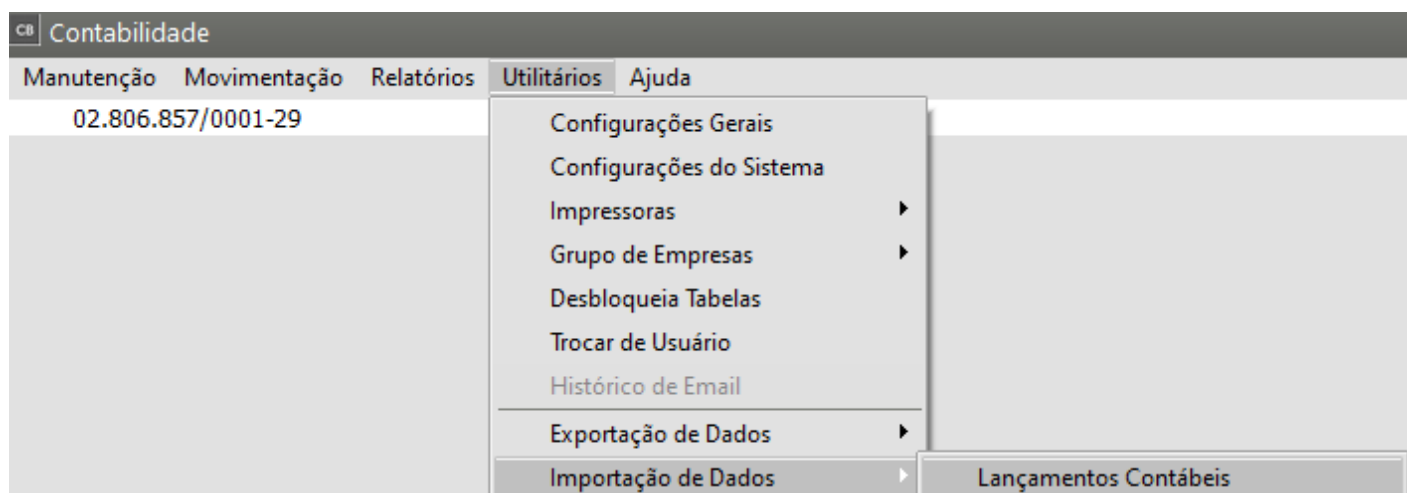 CB Contabilidade
Manutenção Movimentação Relatórios Utilitários Ajuda
02.806.857/0001-29
Configurações Gerais
Configurações do Sistema
Impressoras
Grupo de Empresas
Desbloqueia Tabelas
Trocar de Usuário
Histórico de Email
Exportação de Dados
Importação de Dados
Lançamentos Contábeis